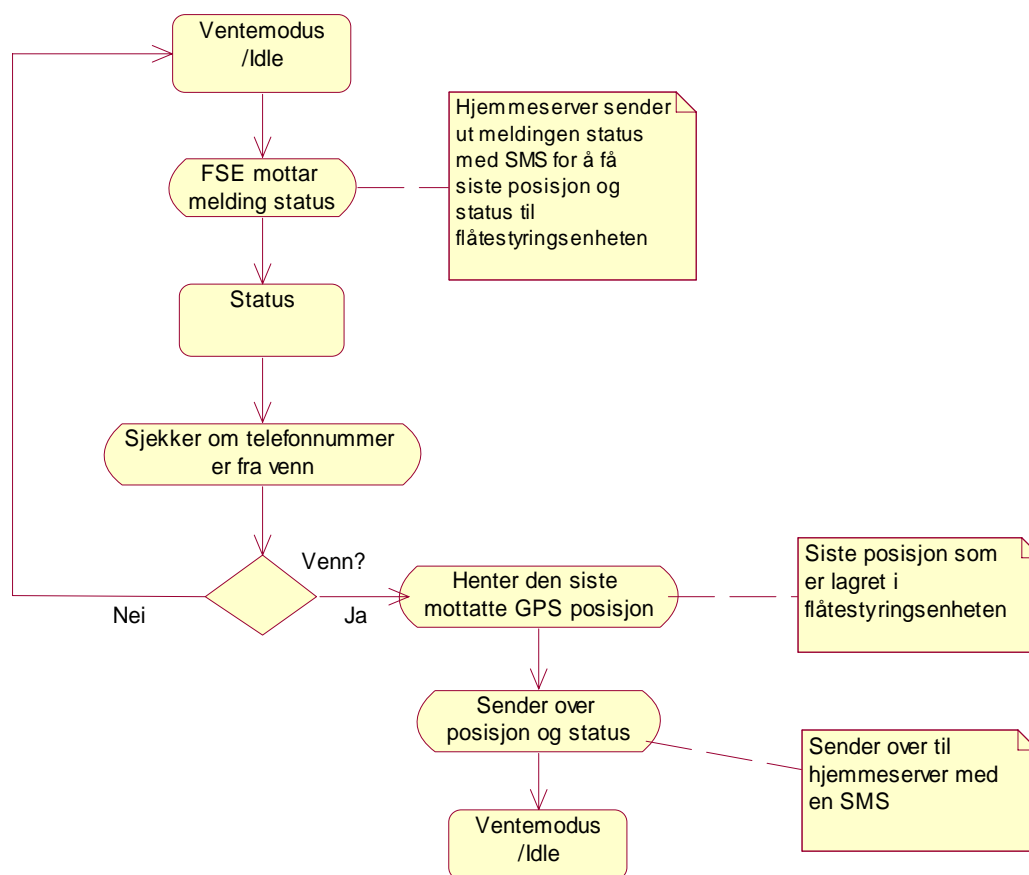 Ventemodus
/Idle
Hjemmeserver sender
ut meldingen status
med SMS for å få
siste posisjon og
status til
flåtestyringsenheten
FSE mottar
melding status
Status
Sjekker om telefonnummer
er fra venn
Venn?
Nei
Ja
Henter den siste
mottatte GPS posisjon
Siste posisjon som
er lagret i
flåtestyringsenheten
Sender over
posisjon og status
Sender over til
hjemmeserver med
en SMS
Ventemodus
/Idle